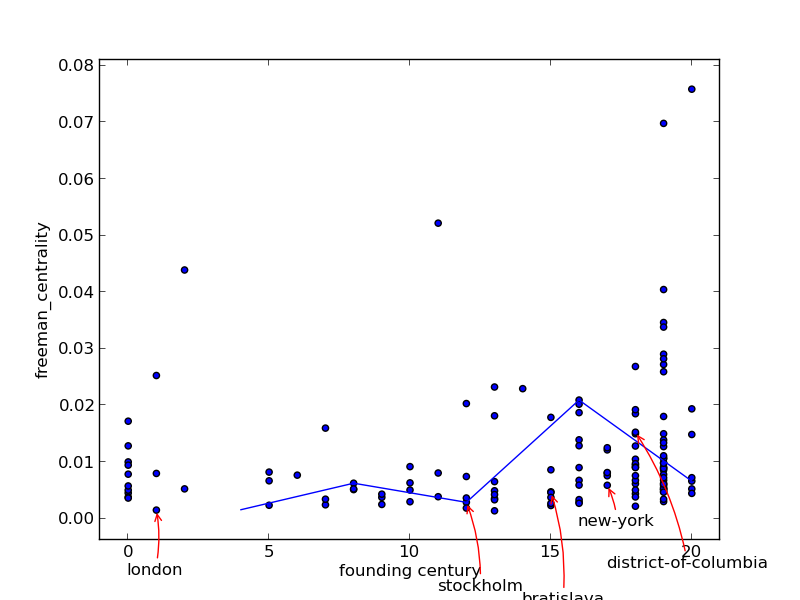 0.08
0.07
0.06
0.05
0.04
0.03
0.02
0.01
0.00
freeman_centrality
0 5 10 15 20
founding century
london
stockholm
bratislava
new-york
district-of-columbia